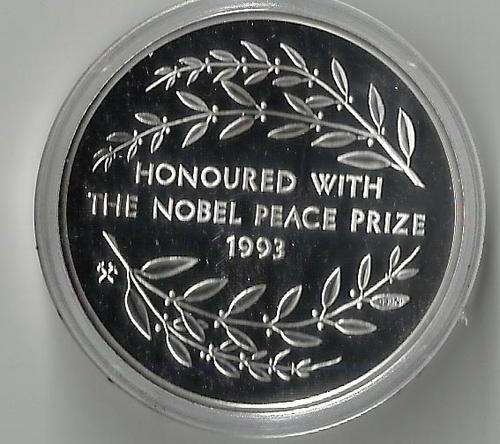 HONOURED WITH
THE NOBEL PEACE PRIZE
1993